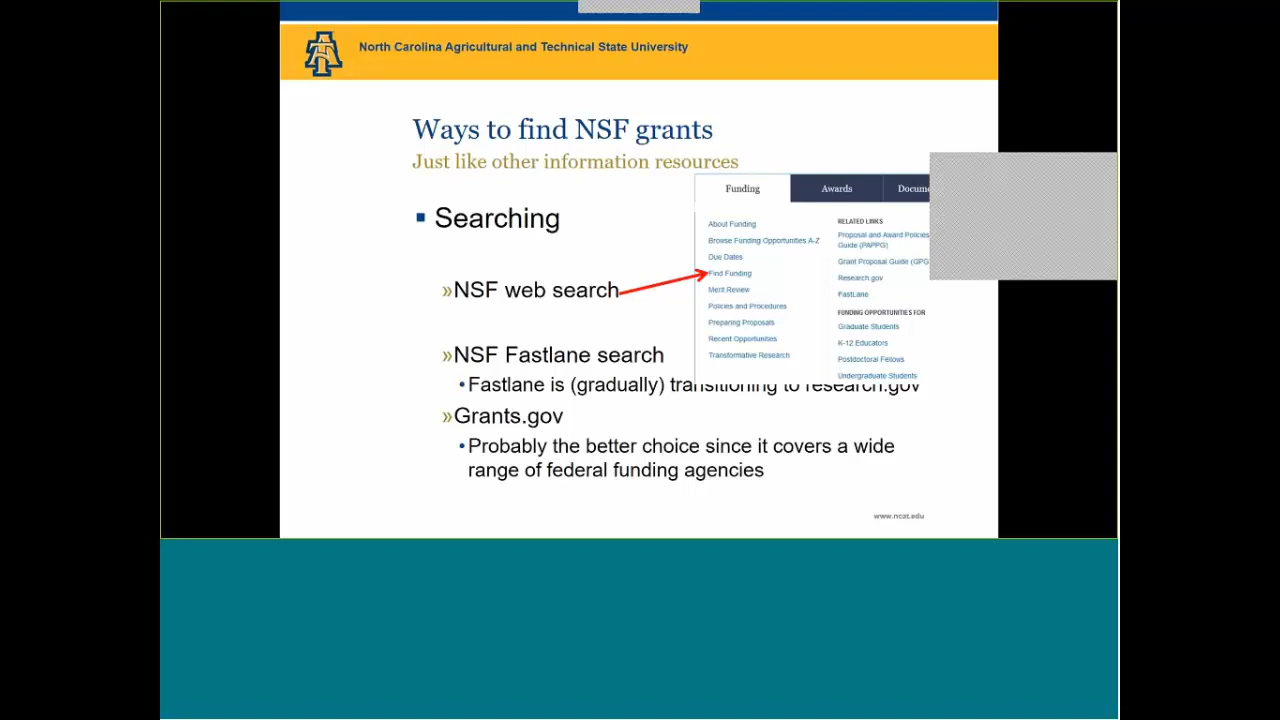 North Carolina Agricultural and Technical State University
Ways to find NSF grants
Just like other information resources
Searching
»NSF web search
»NSF Fastlane search
•Fastlane is (gradually) transitioning to research.gov
»Grants.gov
•Probably the better choice since it covers a wide
range of federal funding agencies
Funding
Awards
About Funding
Browse Funding Opportunities A-Z
Due Dates
Find Funding
Merit Review
Policies and Procedures
Preparing Proposals
Recent Opportunities
Transformative Research
RELATED LINKS
Proposal and Award Policies
Guide (PAPPG)
Grant Proposal Guide (GPG
Research.gov
FastLane
FUNDING OPPORTUNITIES FOR
Graduate Students
K-12 Educators
Postdoctoral Fellows
Undergraduate Students
www.ncat.edu